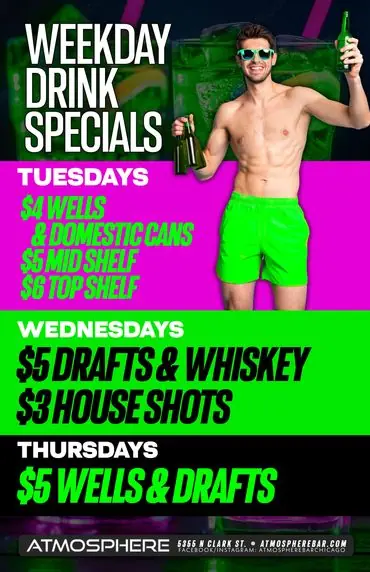 WEEKDAY
DRINK
SPECIALS
TUESDAYS
$4 WELLS
& DOMESTIC CANS
$5 MID SHELF
$6 TOP SHELF
WEDNESDAYS
$5 DRAFTS & WHISKEY
$3 HOUSE SHOTS
THURSDAYS
$5 WELLS & DRAFTS
ATMOSPHERE
5355 N CLARK ST. • ATMOSPHEREBAR.COM
FACEBOOK/INSTAGRAM: ATMOSPHEREBARCHICAGO